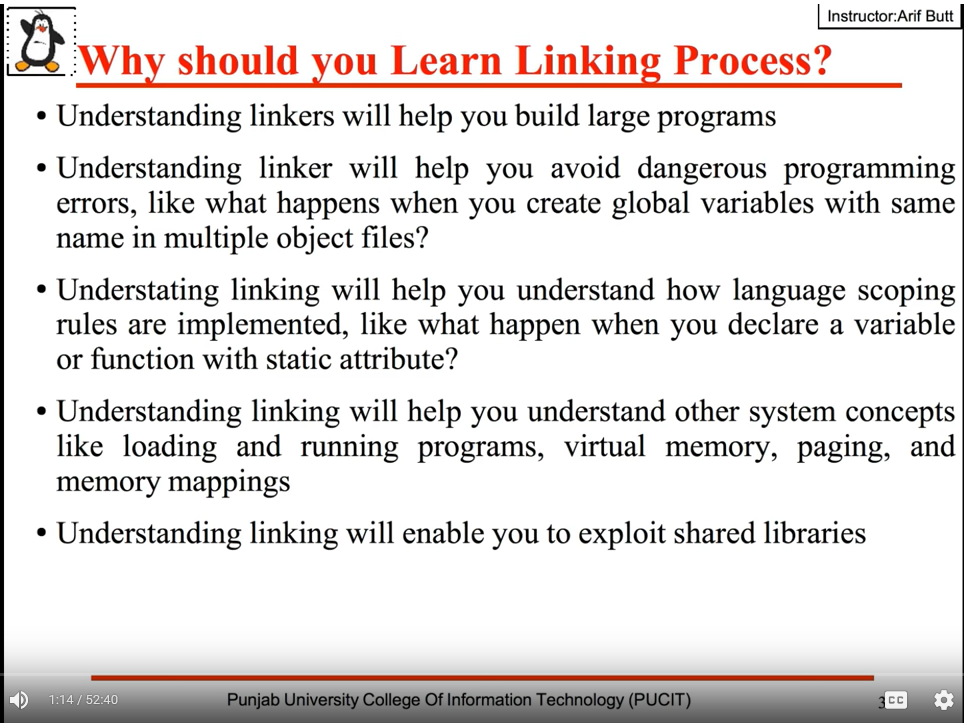 Instructor:Arif Butt
Why should you Learn Linking Process?
• Understanding linkers will help you build large programs
• Understanding linker will help you avoid dangerous programming
errors, like what happens when you create global variables with same
name in multiple object files?
• Understating linking will help you understand how language scoping
rules are implemented, like what happen when you declare a variable
or function with static attribute?
• Understanding linking will help you understand other system concepts
like loading and running programs, virtual memory, paging, and
memory mappings
• Understanding linking will enable you to exploit shared libraries
1:14 / 52:40
Punjab University College Of Information Technology (PUCIT)
CC